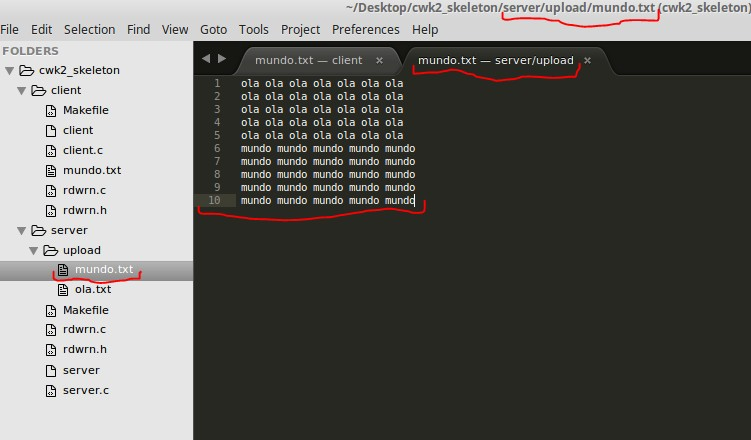 ~/Desktop/cwk2_skeleton/server/upload/mundo.txt (cwk2_skeleton)
File Edit Selection Find View Goto Tools Project Preferences Help
FOLDERS
cwk2_skeleton
client
Makefile
client
client.c
mundo.txt
rdwrn.c
rdwrn.h
server
upload
mundo.txt
ola.txt
Makefile
rdwrn.c
rdwrn.h
server
server.c
mundo.txt — client × mundo.txt — server/upload ×
1 ola ola ola ola ola ola ola
2 ola ola ola ola ola ola ola
3 ola ola ola ola ola ola ola
4 ola ola ola ola ola ola ola
5 ola ola ola ola ola ola ola
6 mundo mundo mundo mundo mundo
7 mundo mundo mundo mundo mundo
8 mundo mundo mundo mundo mundo
9 mundo mundo mundo mundo mundo
10 mundo mundo mundo mundo mundo